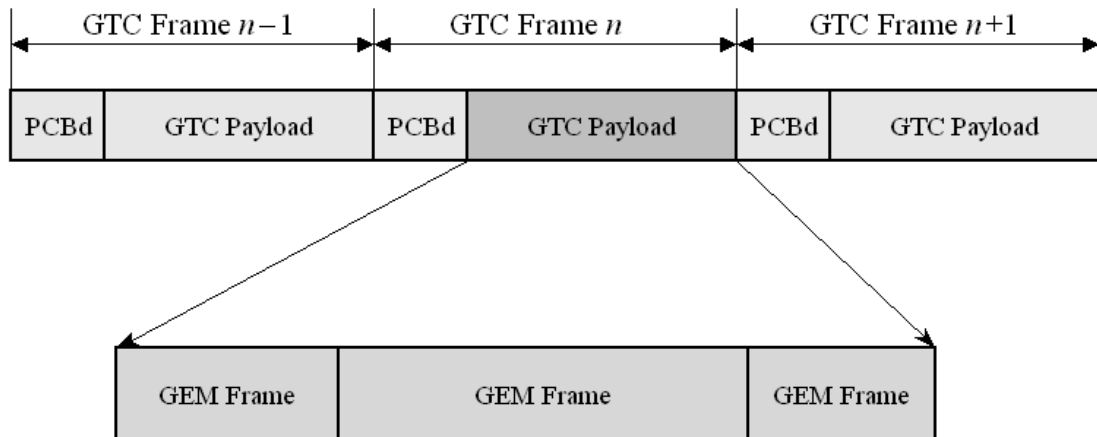 GTC Frame n−1 GTC Frame n GTC Frame n+1
PCBd GTC Payload PCBd GTC Payload PCBd GTC Payload
GEM Frame GEM Frame GEM Frame